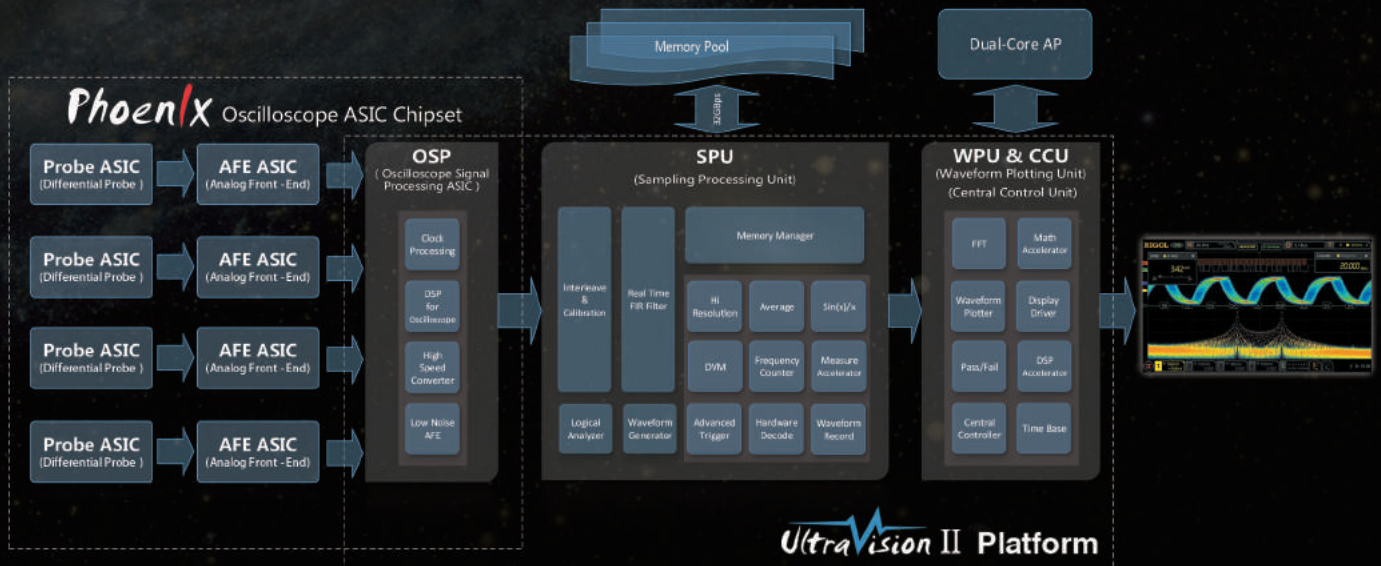 Memory Pool
Dual-Core AP
32GBps
PhoenIx Oscilloscope ASIC Chipset
Probe ASIC
(Differential Probe )
AFE ASIC
(Analog Front -End)
Probe ASIC
(Differential Probe )
AFE ASIC
(Analog Front -End)
Probe ASIC
(Differential Probe )
AFE ASIC
(Analog Front -End)
Probe ASIC
(Differential Probe )
AFE ASIC
(Analog Front -End)
OSP
( Oscilloscope Signal
Processing ASIC )
Clock
Processing
DSP
for
Oscilloscope
High
Speed
Converter
Low Noise
AFE
SPU
(Sampling Processing Unit)
Interleave
&
Calibration
Real Time
FIR Filter
Memory Manager
Hi
Resolution
Average
Sin(x)/x
DVM
Frequency
Counter
Measure
Accelerator
Logical
Analyzer
Waveform
Generator
Advanced
Trigger
Hardware
Decode
Waveform
Record
WPU & CCU
(Waveform Plotting Unit)
(Central Control Unit)
FFT
Math
Accelerator
Waveform
Plotter
Display
Driver
Pass/Fail
DSP
Accelerator
Central
Controller
Time Base
RIGOL
UltraVision II Platform